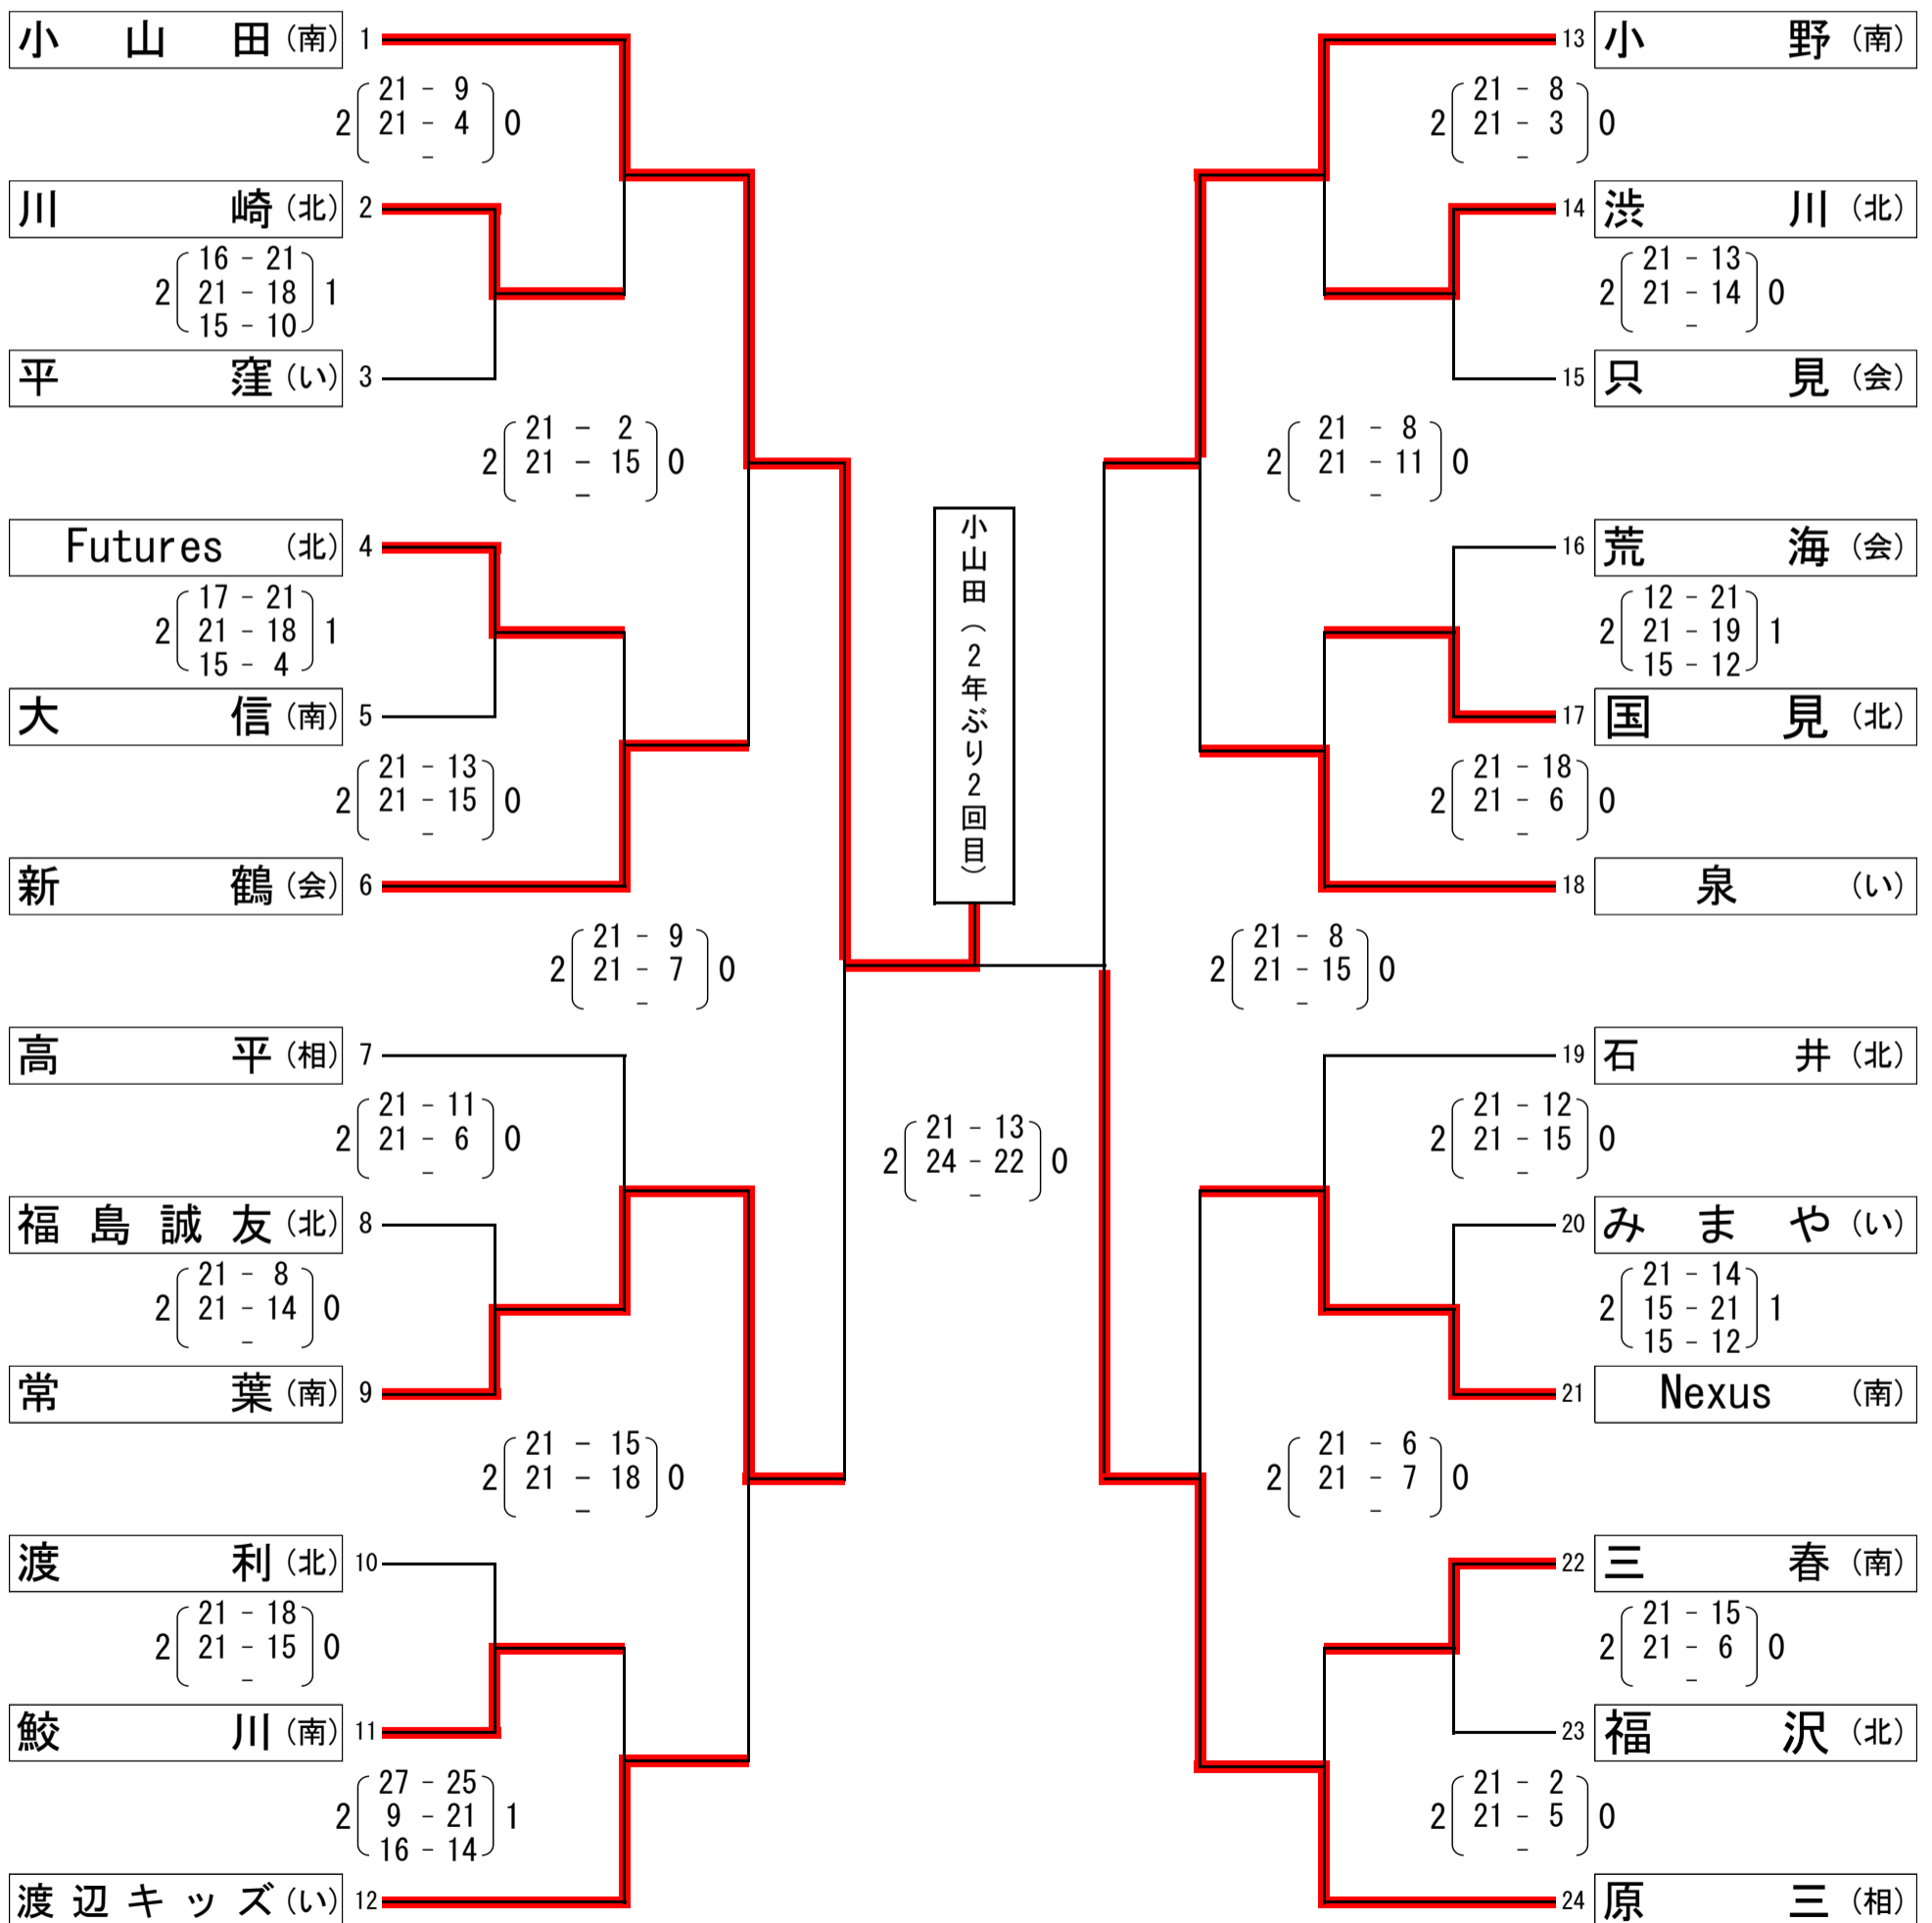 小山田(南) 1
2 21 - 9 0
21 - 4
-
川崎(北) 2
2 16 - 21 1
21 - 18
15 - 10
平窪(い) 3
2 21 - 2 0
21 - 15
-
Futures (北) 4
2 17 - 21 1
21 - 18
15 - 4
大信(南) 5
2 21 - 13 0
21 - 15
-
新鶴(会) 6
2 21 - 9 0
21 - 7
-
高平(相) 7
2 21 - 11 0
21 - 6
-
福島誠友(北) 8
2 21 - 8 0
21 - 14
-
常葉(南) 9
2 21 - 15 0
21 - 18
-
渡利(北) 10
2 21 - 18 0
21 - 15
-
鮫川(南) 11
2 27 - 25 1
9 - 21
16 - 14
渡辺キッズ(い) 12
小山田(2年ぶり2回目)
2 21 - 13 0
24 - 22
-
13 小野(南)
2 21 - 8 0
21 - 3
-
14 渋川(北)
2 21 - 13 0
21 - 14
-
15 只見(会)
2 21 - 8 0
21 - 11
-
16 荒海(会)
2 12 - 21 1
21 - 19
15 - 12
17 国見(北)
2 21 - 18 0
21 - 6
-
18 泉(い)
2 21 - 8 0
21 - 15
-
19 石井(北)
2 21 - 12 0
21 - 15
-
20 みまや(い)
2 21 - 14 1
15 - 21
15 - 12
21 Nexus (南)
2 21 - 6 0
21 - 7
-
22 三春(南)
2 21 - 15 0
21 - 6
-
23 福沢(北)
2 21 - 2 0
21 - 5
-
24 原三(相)